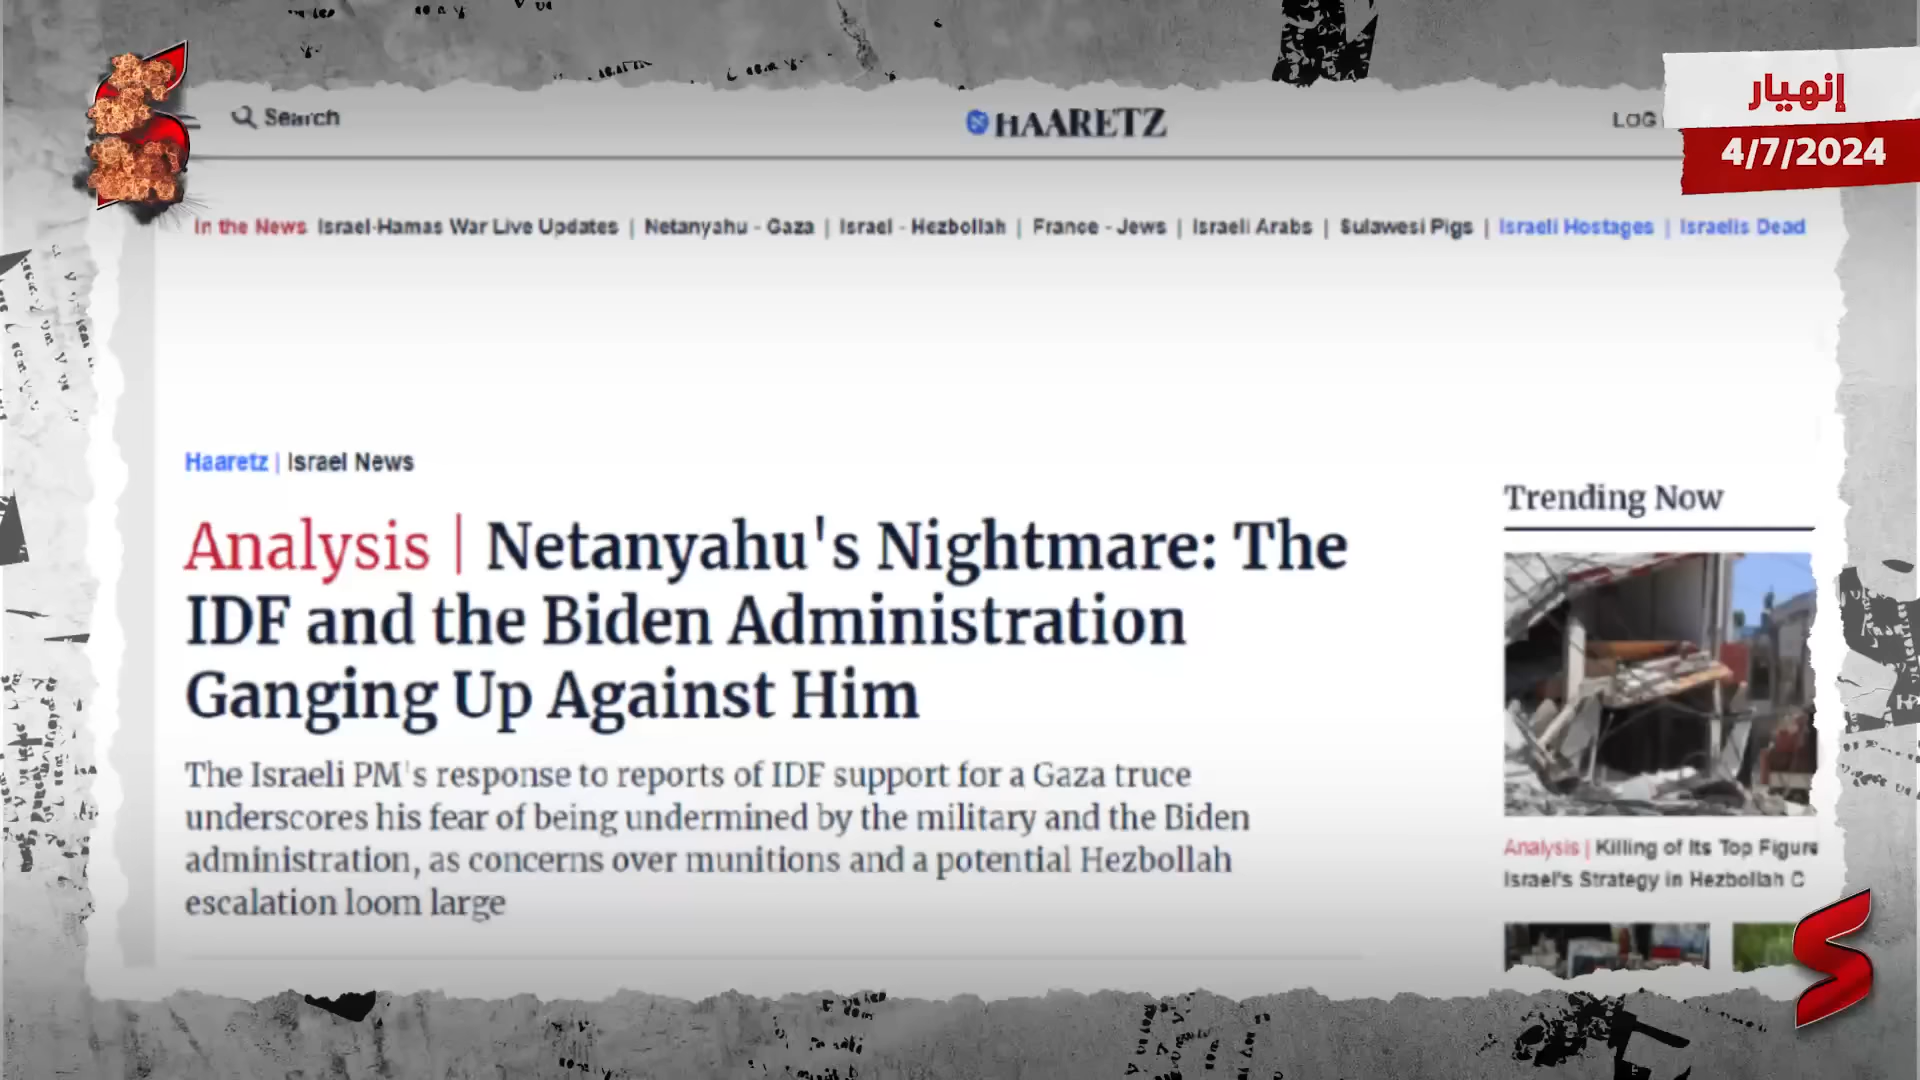 إنهيار
4/7/2024
Search
HAARETZ
LOG
In the News Israel-Hamas War Live Updates | Netanyahu - Gaza | Israel - Hezbollah | France - Jews | Israeli Arabs | Sulawesi Pigs | Israeli Hostages | Israelis Dead
Haaretz | Israel News
Analysis | Netanyahu's Nightmare: The
IDF and the Biden Administration
Ganging Up Against Him
The Israeli PM's response to reports of IDF support for a Gaza truce
underscores his fear of being undermined by the military and the Biden
administration, as concerns over munitions and a potential Hezbollah
escalation loom large
Trending Now
Analysis | Killing of Its Top Figure
Israel's Strategy in Hezbollah C